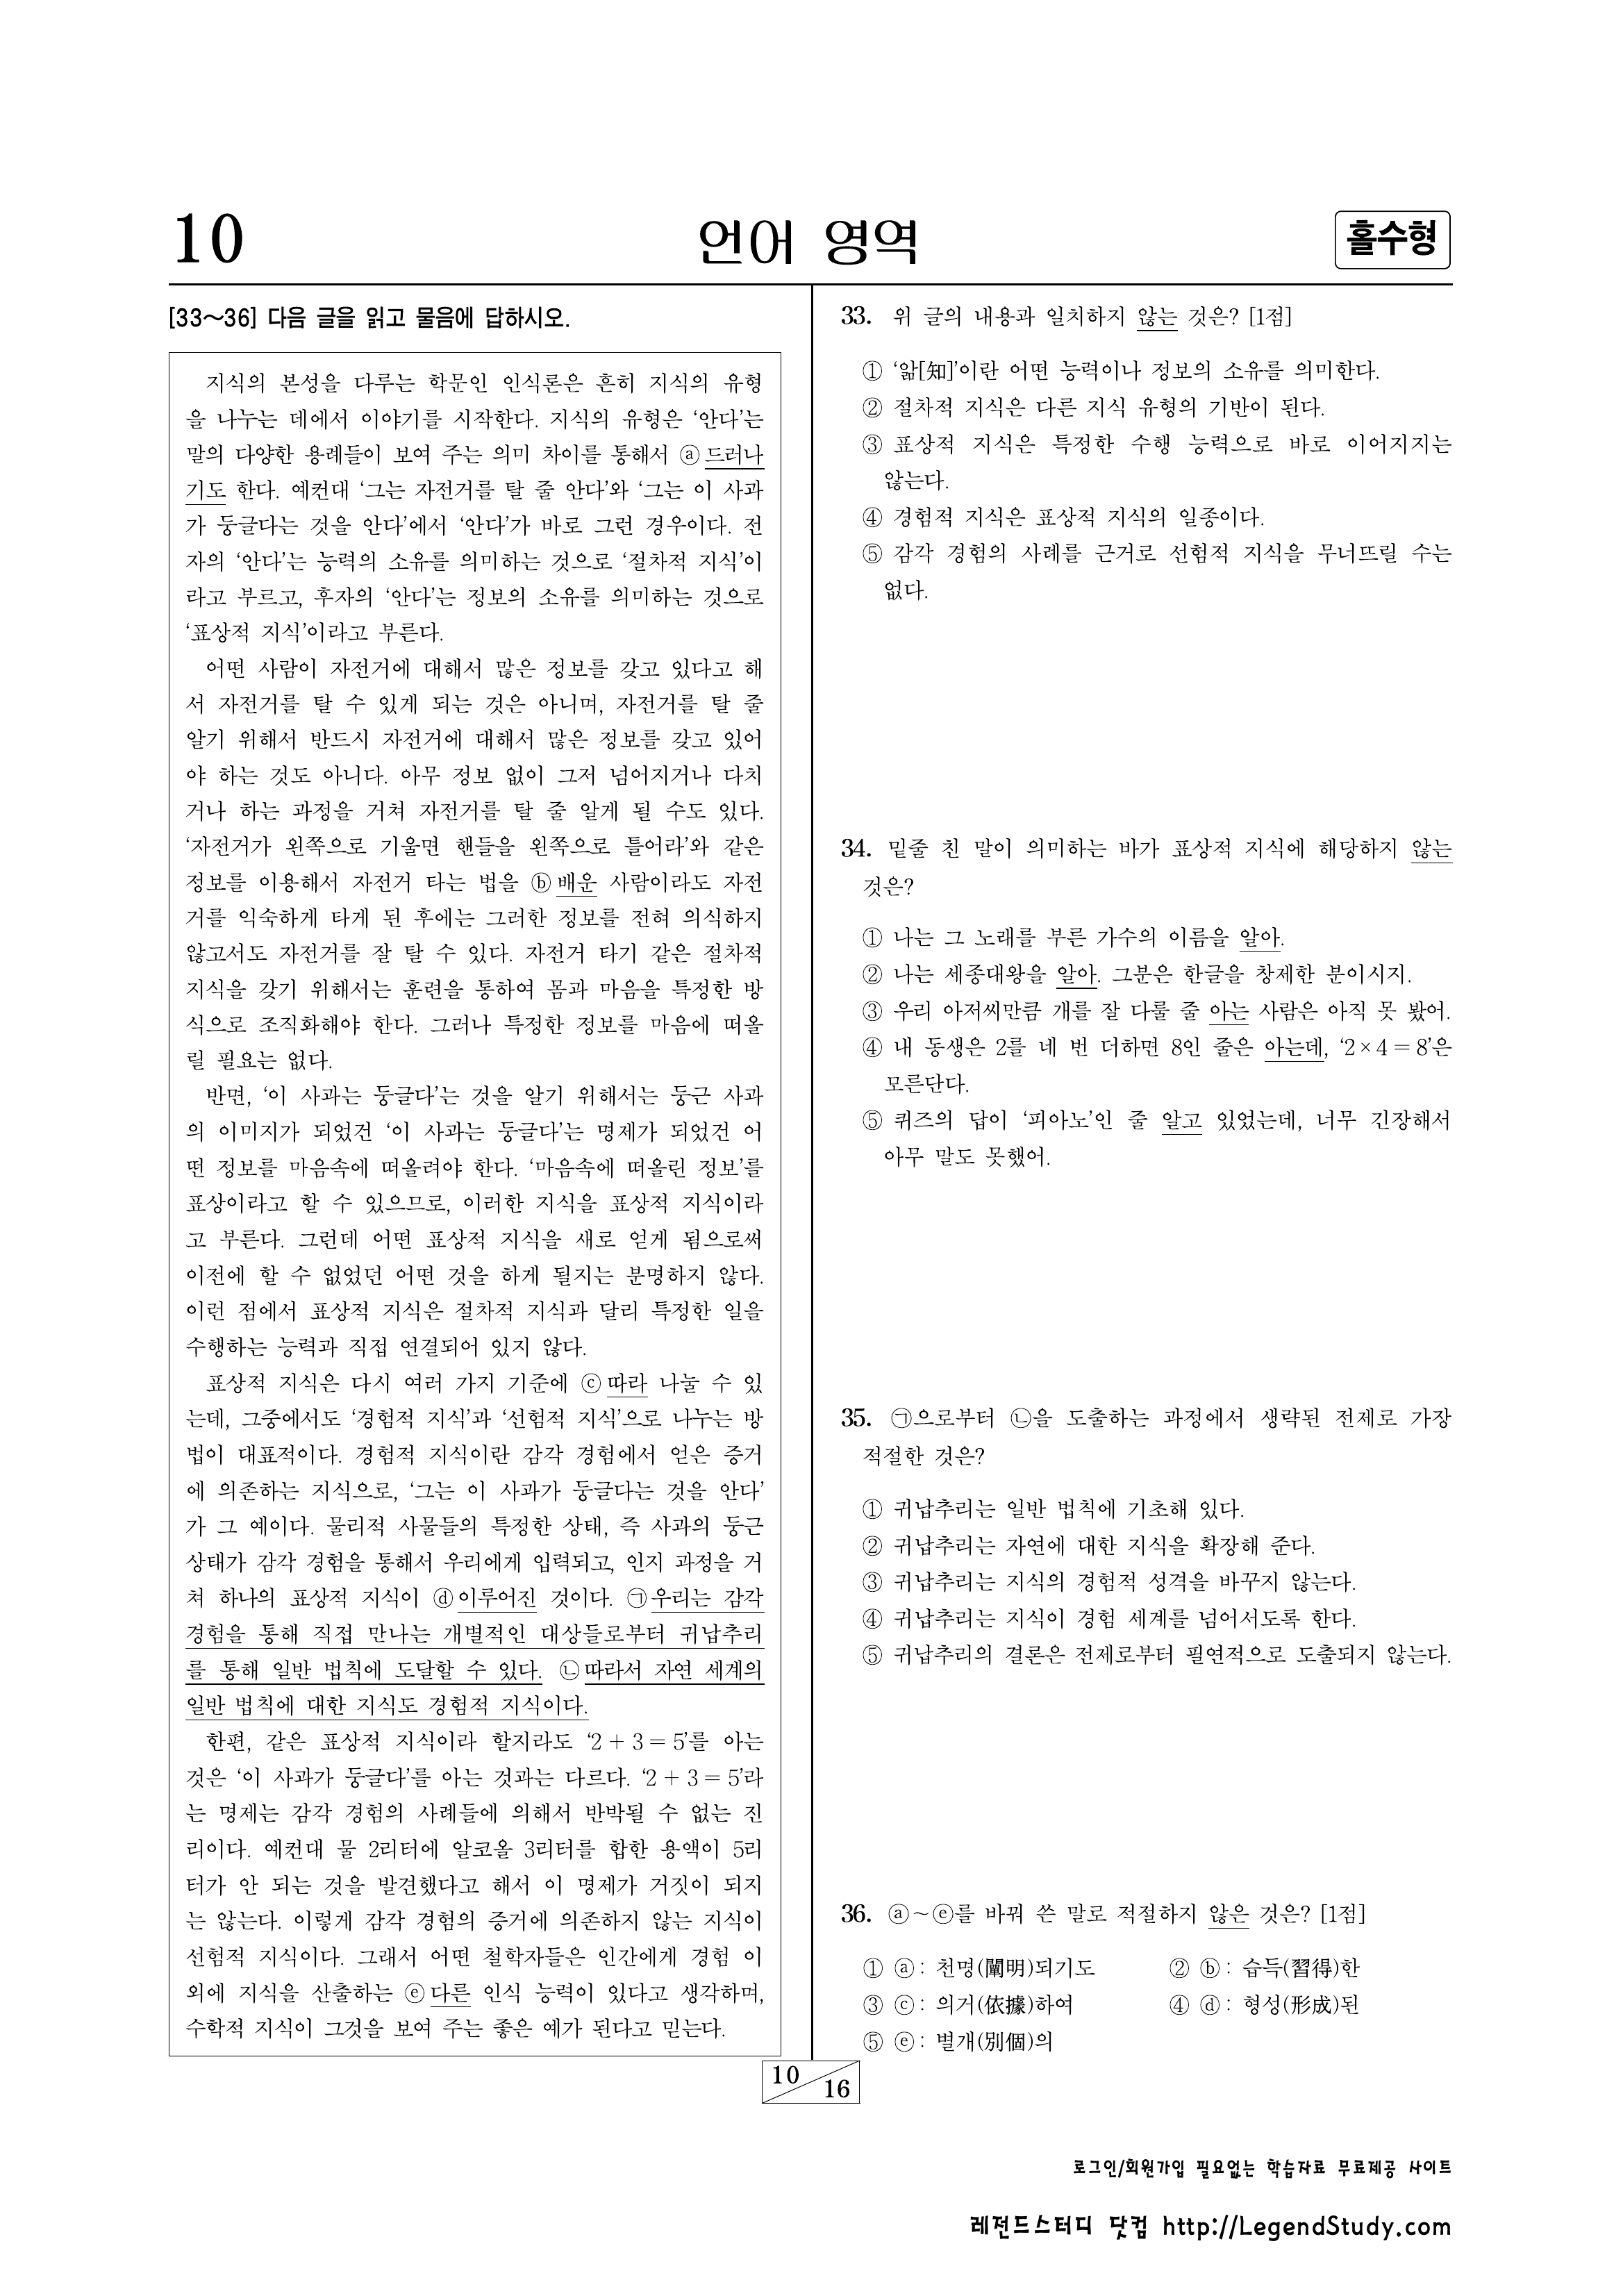 10
언어 영역
홀수형
[33～36] 다음 글을 읽고 물음에 답하시오.
지식의 본성을 다루는 학문인 인식론은 흔히 지식의 유형
을 나누는 데에서 이야기를 시작한다. 지식의 유형은 ‘안다’는
말의 다양한 용례들이 보여 주는 의미 차이를 통해서 ⓐ드러나
기도 한다. 예컨대 ‘그는 자전거를 탈 줄 안다’와 ‘그는 이 사과
가 둥글다는 것을 안다’에서 ‘안다’가 바로 그런 경우이다. 전
자의 ‘안다’는 능력의 소유를 의미하는 것으로 ‘절차적 지식’이
라고 부르고, 후자의 ‘안다’는 정보의 소유를 의미하는 것으로
‘표상적 지식’이라고 부른다.
어떤 사람이 자전거에 대해서 많은 정보를 갖고 있다고 해
서 자전거를 탈 수 있게 되는 것은 아니며, 자전거를 탈 줄
알기 위해서 반드시 자전거에 대해서 많은 정보를 갖고 있어
야 하는 것도 아니다. 아무 정보 없이 그저 넘어지거나 다치
거나 하는 과정을 거쳐 자전거를 탈 줄 알게 될 수도 있다.
‘자전거가 왼쪽으로 기울면 핸들을 왼쪽으로 틀어라’와 같은
정보를 이용해서 자전거 타는 법을 ⓑ배운 사람이라도 자전
거를 익숙하게 타게 된 후에는 그러한 정보를 전혀 의식하지
않고서도 자전거를 잘 탈 수 있다. 자전거 타기 같은 절차적
지식을 갖기 위해서는 훈련을 통하여 몸과 마음을 특정한 방
식으로 조직화해야 한다. 그러나 특정한 정보를 마음에 떠올
릴 필요는 없다.
반면, ‘이 사과는 둥글다’는 것을 알기 위해서는 둥근 사과
의 이미지가 되었건 ‘이 사과는 둥글다’는 명제가 되었건 어
떤 정보를 마음속에 떠올려야 한다. ‘마음속에 떠올린 정보’를
표상이라고 할 수 있으므로, 이러한 지식을 표상적 지식이라
고 부른다. 그런데 어떤 표상적 지식을 새로 얻게 됨으로써
이전에 할 수 없었던 어떤 것을 하게 될지는 분명하지 않다.
이런 점에서 표상적 지식은 절차적 지식과 달리 특정한 일을
수행하는 능력과 직접 연결되어 있지 않다.
표상적 지식은 다시 여러 가지 기준에 ⓒ따라 나눌 수 있
는데, 그중에서도 ‘경험적 지식’과 ‘선험적 지식’으로 나누는 방
법이 대표적이다. 경험적 지식이란 감각 경험에서 얻은 증거
에 의존하는 지식으로, ‘그는 이 사과가 둥글다는 것을 안다’
가 그 예이다. 물리적 사물들의 특정한 상태, 즉 사과의 둥근
상태가 감각 경험을 통해서 우리에게 입력되고, 인지 과정을 거
쳐 하나의 표상적 지식이 ⓓ이루어진 것이다. ㉠우리는 감각
경험을 통해 직접 만나는 개별적인 대상들로부터 귀납추리
를 통해 일반 법칙에 도달할 수 있다. ㉡따라서 자연 세계의
일반 법칙에 대한 지식도 경험적 지식이다.
한편, 같은 표상적 지식이라 할지라도 ‘2 + 3 = 5’를 아는
것은 ‘이 사과가 둥글다’를 아는 것과는 다르다. ‘2 + 3 = 5’라
는 명제는 감각 경험의 사례들에 의해서 반박될 수 없는 진
리이다. 예컨대 물 2리터에 알코올 3리터를 합한 용액이 5리
터가 안 되는 것을 발견했다고 해서 이 명제가 거짓이 되지
는 않는다. 이렇게 감각 경험의 증거에 의존하지 않는 지식이
선험적 지식이다. 그래서 어떤 철학자들은 인간에게 경험 이
외에 지식을 산출하는 ⓔ다른 인식 능력이 있다고 생각하며,
수학적 지식이 그것을 보여 주는 좋은 예가 된다고 믿는다.
33. 위 글의 내용과 일치하지 않는 것은? [1점]
① ‘앎[知]’이란 어떤 능력이나 정보의 소유를 의미한다.
② 절차적 지식은 다른 지식 유형의 기반이 된다.
③ 표상적 지식은 특정한 수행 능력으로 바로 이어지지는
않는다.
④ 경험적 지식은 표상적 지식의 일종이다.
⑤ 감각 경험의 사례를 근거로 선험적 지식을 무너뜨릴 수는
없다.
34. 밑줄 친 말이 의미하는 바가 표상적 지식에 해당하지 않는
것은?
① 나는 그 노래를 부른 가수의 이름을 알아.
② 나는 세종대왕을 알아. 그분은 한글을 창제한 분이시지.
③ 우리 아저씨만큼 개를 잘 다룰 줄 아는 사람은 아직 못 봤어.
④ 내 동생은 2를 네 번 더하면 8인 줄은 아는데, ‘2 × 4 = 8’은
모른단다.
⑤ 퀴즈의 답이 ‘피아노’인 줄 알고 있었는데, 너무 긴장해서
아무 말도 못했어.
35. ㉠으로부터 ㉡을 도출하는 과정에서 생략된 전제로 가장
적절한 것은?
① 귀납추리는 일반 법칙에 기초해 있다.
② 귀납추리는 자연에 대한 지식을 확장해 준다.
③ 귀납추리는 지식의 경험적 성격을 바꾸지 않는다.
④ 귀납추리는 지식이 경험 세계를 넘어서도록 한다.
⑤ 귀납추리의 결론은 전제로부터 필연적으로 도출되지 않는다.
36. ⓐ～ⓔ를 바꿔 쓴 말로 적절하지 않은 것은? [1점]
① ⓐ : 천명(闡明)되기도 ② ⓑ : 습득(習得)한
③ ⓒ : 의거(依據)하여 ④ ⓓ : 형성(形成)된
⑤ ⓔ : 별개(別個)의
10
16
로그인/회원가입 필요없는 학습자료 무료제공 사이트
레전드스터디 닷컴 http://LegendStudy.com